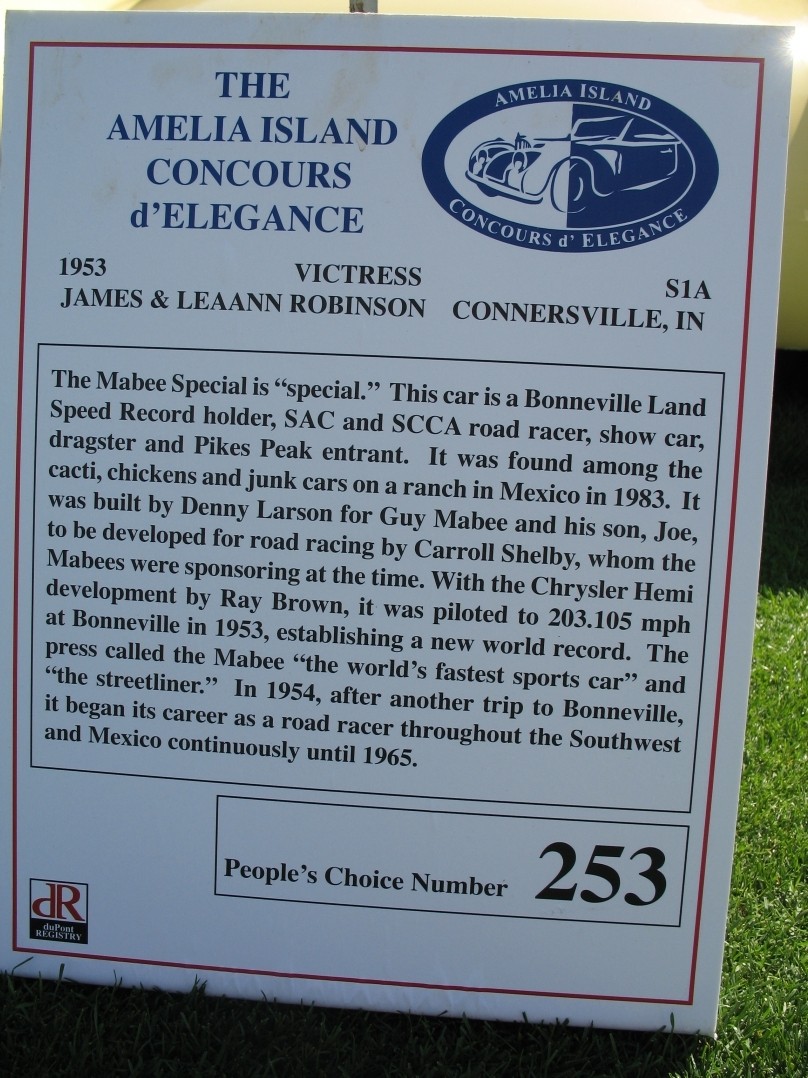 THE
AMELIA ISLAND
CONCOURS
d'ELEGANCE
AMELIA ISLAND
CONCOURS d' ELEGANCE
1953 VICTRESS S1A
JAMES & LEAANN ROBINSON CONNERSVILLE, IN
The Mabee Special is “special.” This car is a Bonneville Land
Speed Record holder, SAC and SCCA road racer, show car,
dragster and Pikes Peak entrant. It was found among the
cacti, chickens and junk cars on a ranch in Mexico in 1983. It
was built by Denny Larson for Guy Mabee and his son, Joe,
to be developed for road racing by Carroll Shelby, whom the
Mabees were sponsoring at the time. With the Chrysler Hemi
development by Ray Brown, it was piloted to 203.105 mph
at Bonneville in 1953, establishing a new world record. The
press called the Mabee “the world's fastest sports car” and
“the streetliner.” In 1954, after another trip to Bonneville,
it began its career as a road racer throughout the Southwest
and Mexico continuously until 1965.
People's Choice Number 253
dR
duPont
REGISTRY